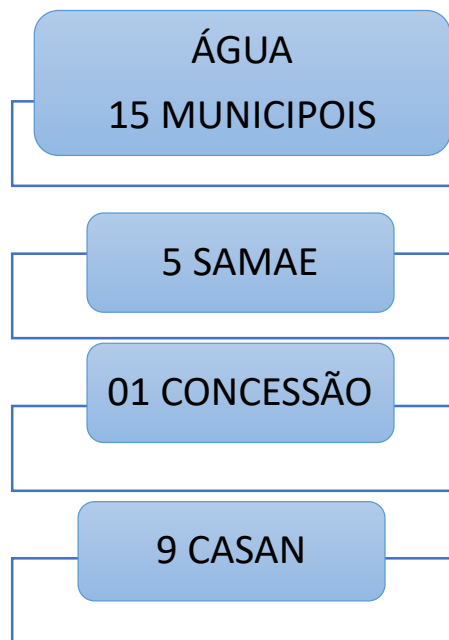 ÁGUA
15 MUNICIPOIS
5 SAMAE
01 CONCESSÃO
9 CASAN